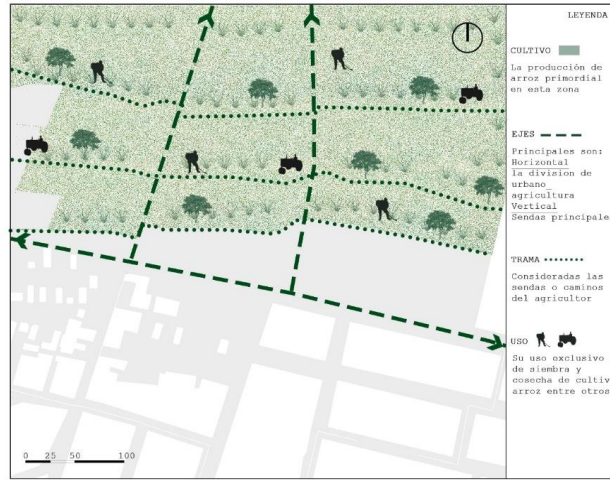 LEYENDA
CULTIVO
La producción de
arroz primordial
en esta zona
EJES
Principales son:
Horizontal
la división de
urbano_
agricultura
Vertical
Sendas principale
TRAMA
Consideradas las
sendas o caminos
del agricultor
USO
Su uso exclusivo
de siembra y
cosecha de cultiv
arroz entre otros
0 25 50 100